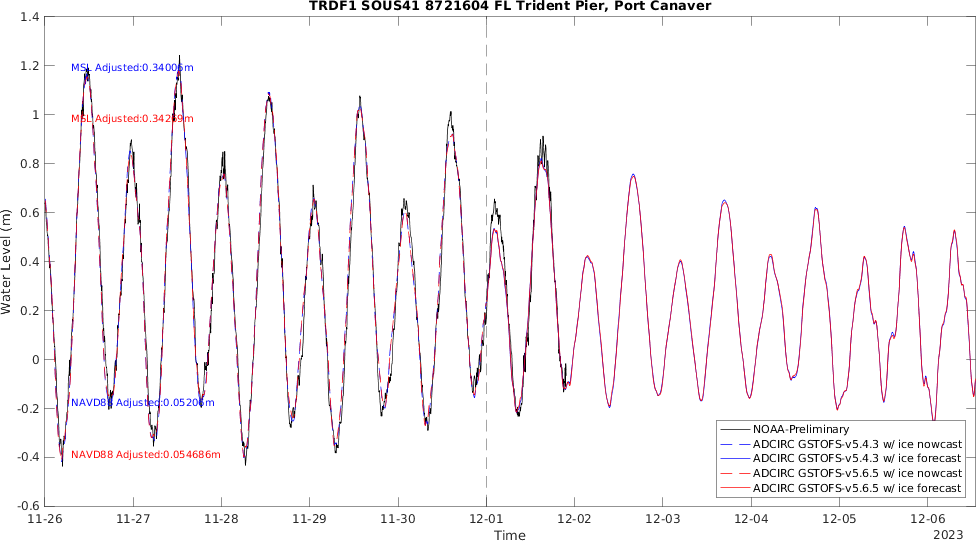 TRDF1 SOUS41 8721604 FL Trident Pier, Port Canaver
1.4
1.2
1
0.8
0.6
0.4
0.2
0
-0.2
-0.4
-0.6
Water Level (m)
MSL Adjusted:0.34006m
MSL Adjusted:0.34269m
NAVD88 Adjusted:0.05206m
NAVD88 Adjusted:0.054686m
NOAA-Preliminary
ADCIRC GSTOFS-v5.4.3 w/ ice nowcast
ADCIRC GSTOFS-v5.4.3 w/ ice forecast
ADCIRC GSTOFS-v5.6.5 w/ ice nowcast
ADCIRC GSTOFS-v5.6.5 w/ ice forecast
11-26 11-27 11-28 11-29 11-30 12-01 12-02 12-03 12-04 12-05 12-06
Time
2023